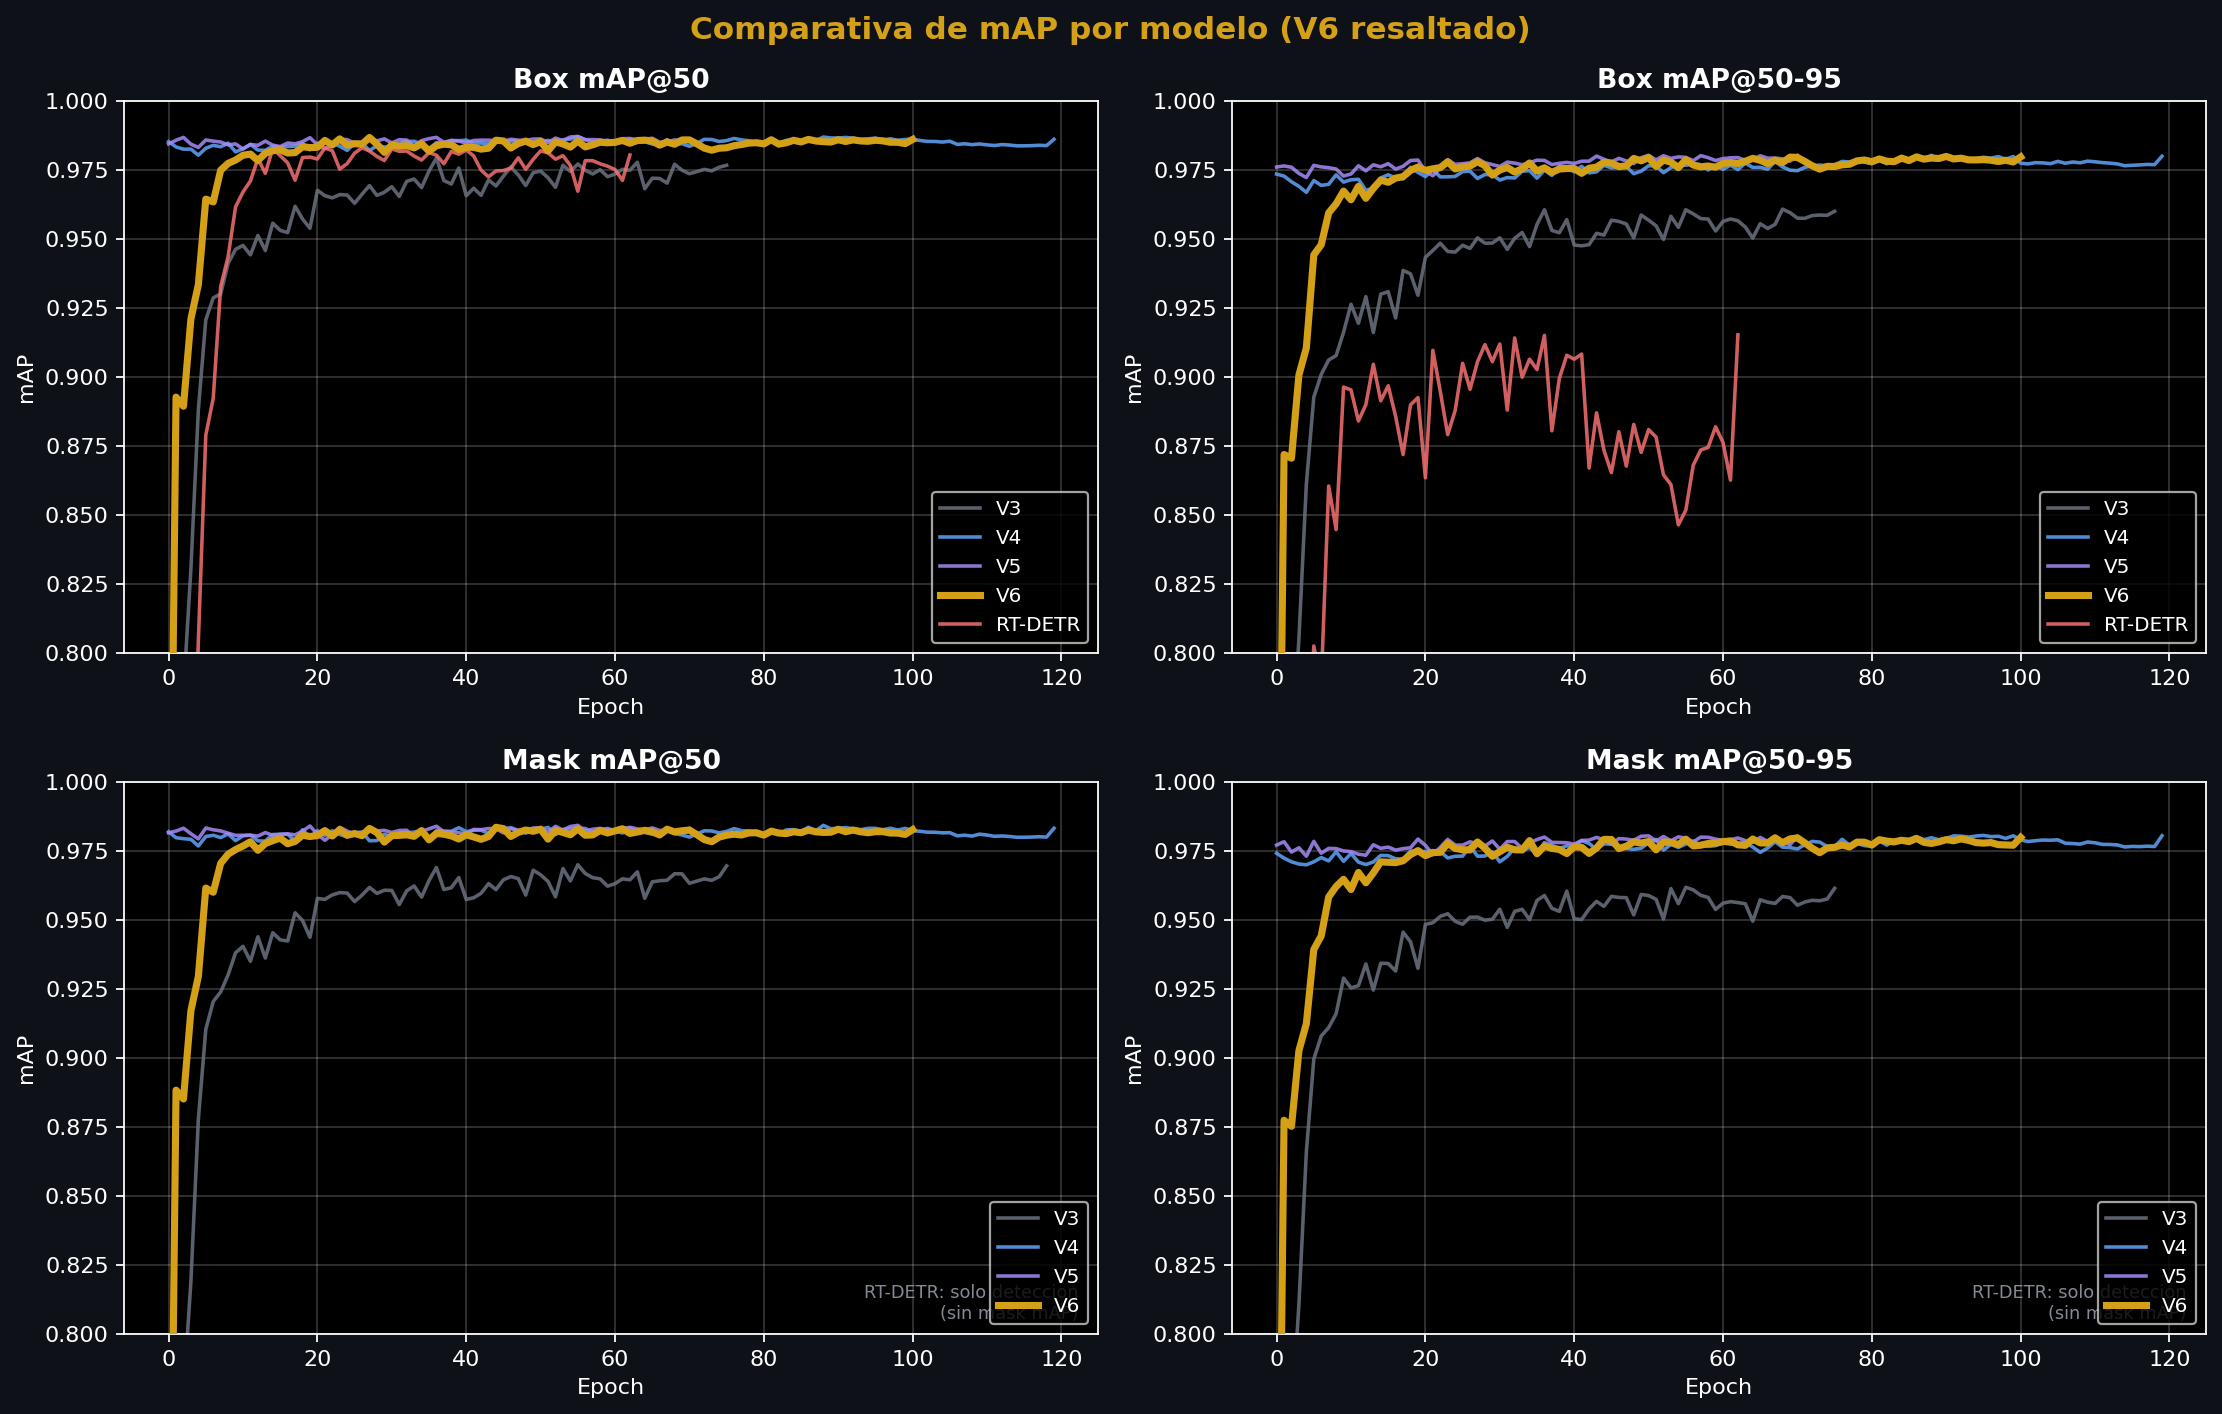 Comparativa de mAP por modelo (V6 resaltado)
Box mAP@50
1.000
0.975
0.950
0.925
0.900
0.875
0.850
0.825
0.800
mAP
0
20
40
60
80
100
120
Epoch
V3
V4
V5
V6
RT-DETR
Box mAP@50-95
1.000
0.975
0.950
0.925
0.900
0.875
0.850
0.825
0.800
mAP
0
20
40
60
80
100
120
Epoch
V3
V4
V5
V6
RT-DETR
Mask mAP@50
1.000
0.975
0.950
0.925
0.900
0.875
0.850
0.825
0.800
mAP
0
20
40
60
80
100
120
Epoch
V3
V4
V5
V6
RT-DETR: solo detección
(sin mask mAP)
Mask mAP@50-95
1.000
0.975
0.950
0.925
0.900
0.875
0.850
0.825
0.800
mAP
0
20
40
60
80
100
120
Epoch
V3
V4
V5
V6
RT-DETR: solo detección
(sin mask mAP)